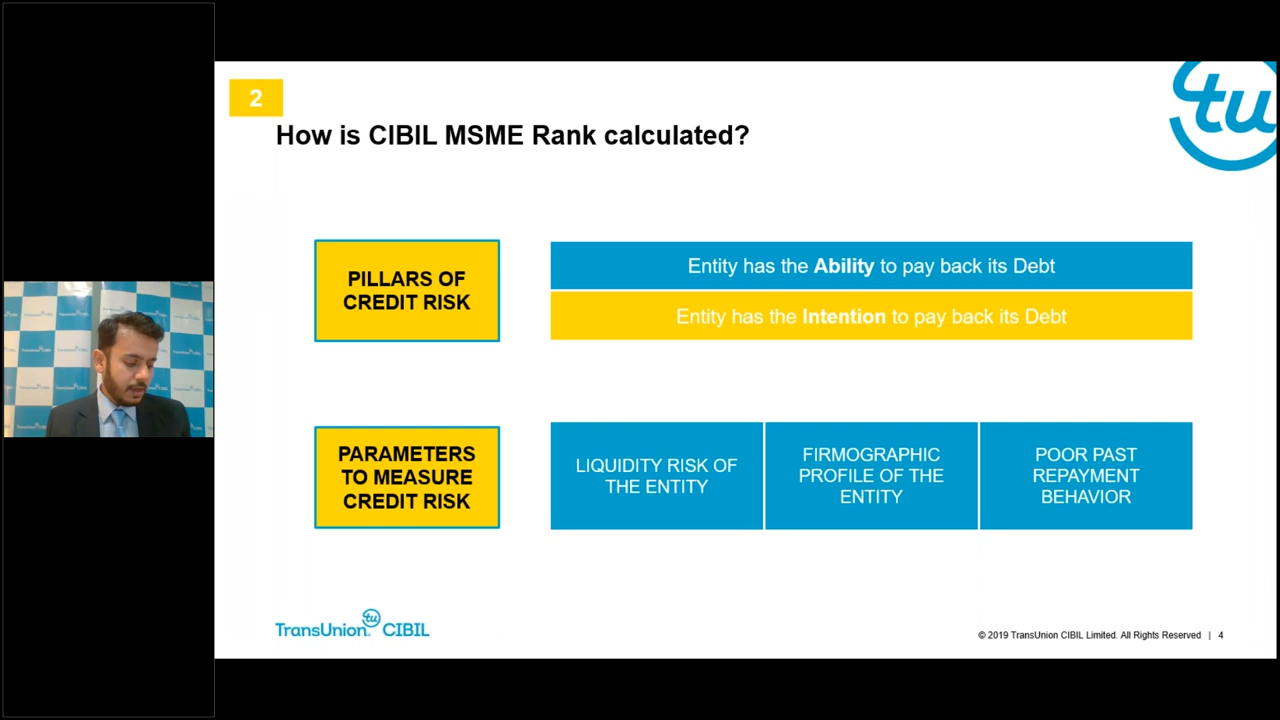 2
tu
How is CIBIL MSME Rank calculated?
PILLARS OF
CREDIT RISK
Entity has the Ability to pay back its Debt
Entity has the Intention to pay back its Debt
PARAMETERS
TO MEASURE
CREDIT RISK
LIQUIDITY RISK OF
THE ENTITY
FIRMOGRAPHIC
PROFILE OF THE
ENTITY
POOR PAST
REPAYMENT
BEHAVIOR
tu
TransUnion CIBIL
© 2019 TransUnion CIBIL Limited. All Rights Reserved | 4